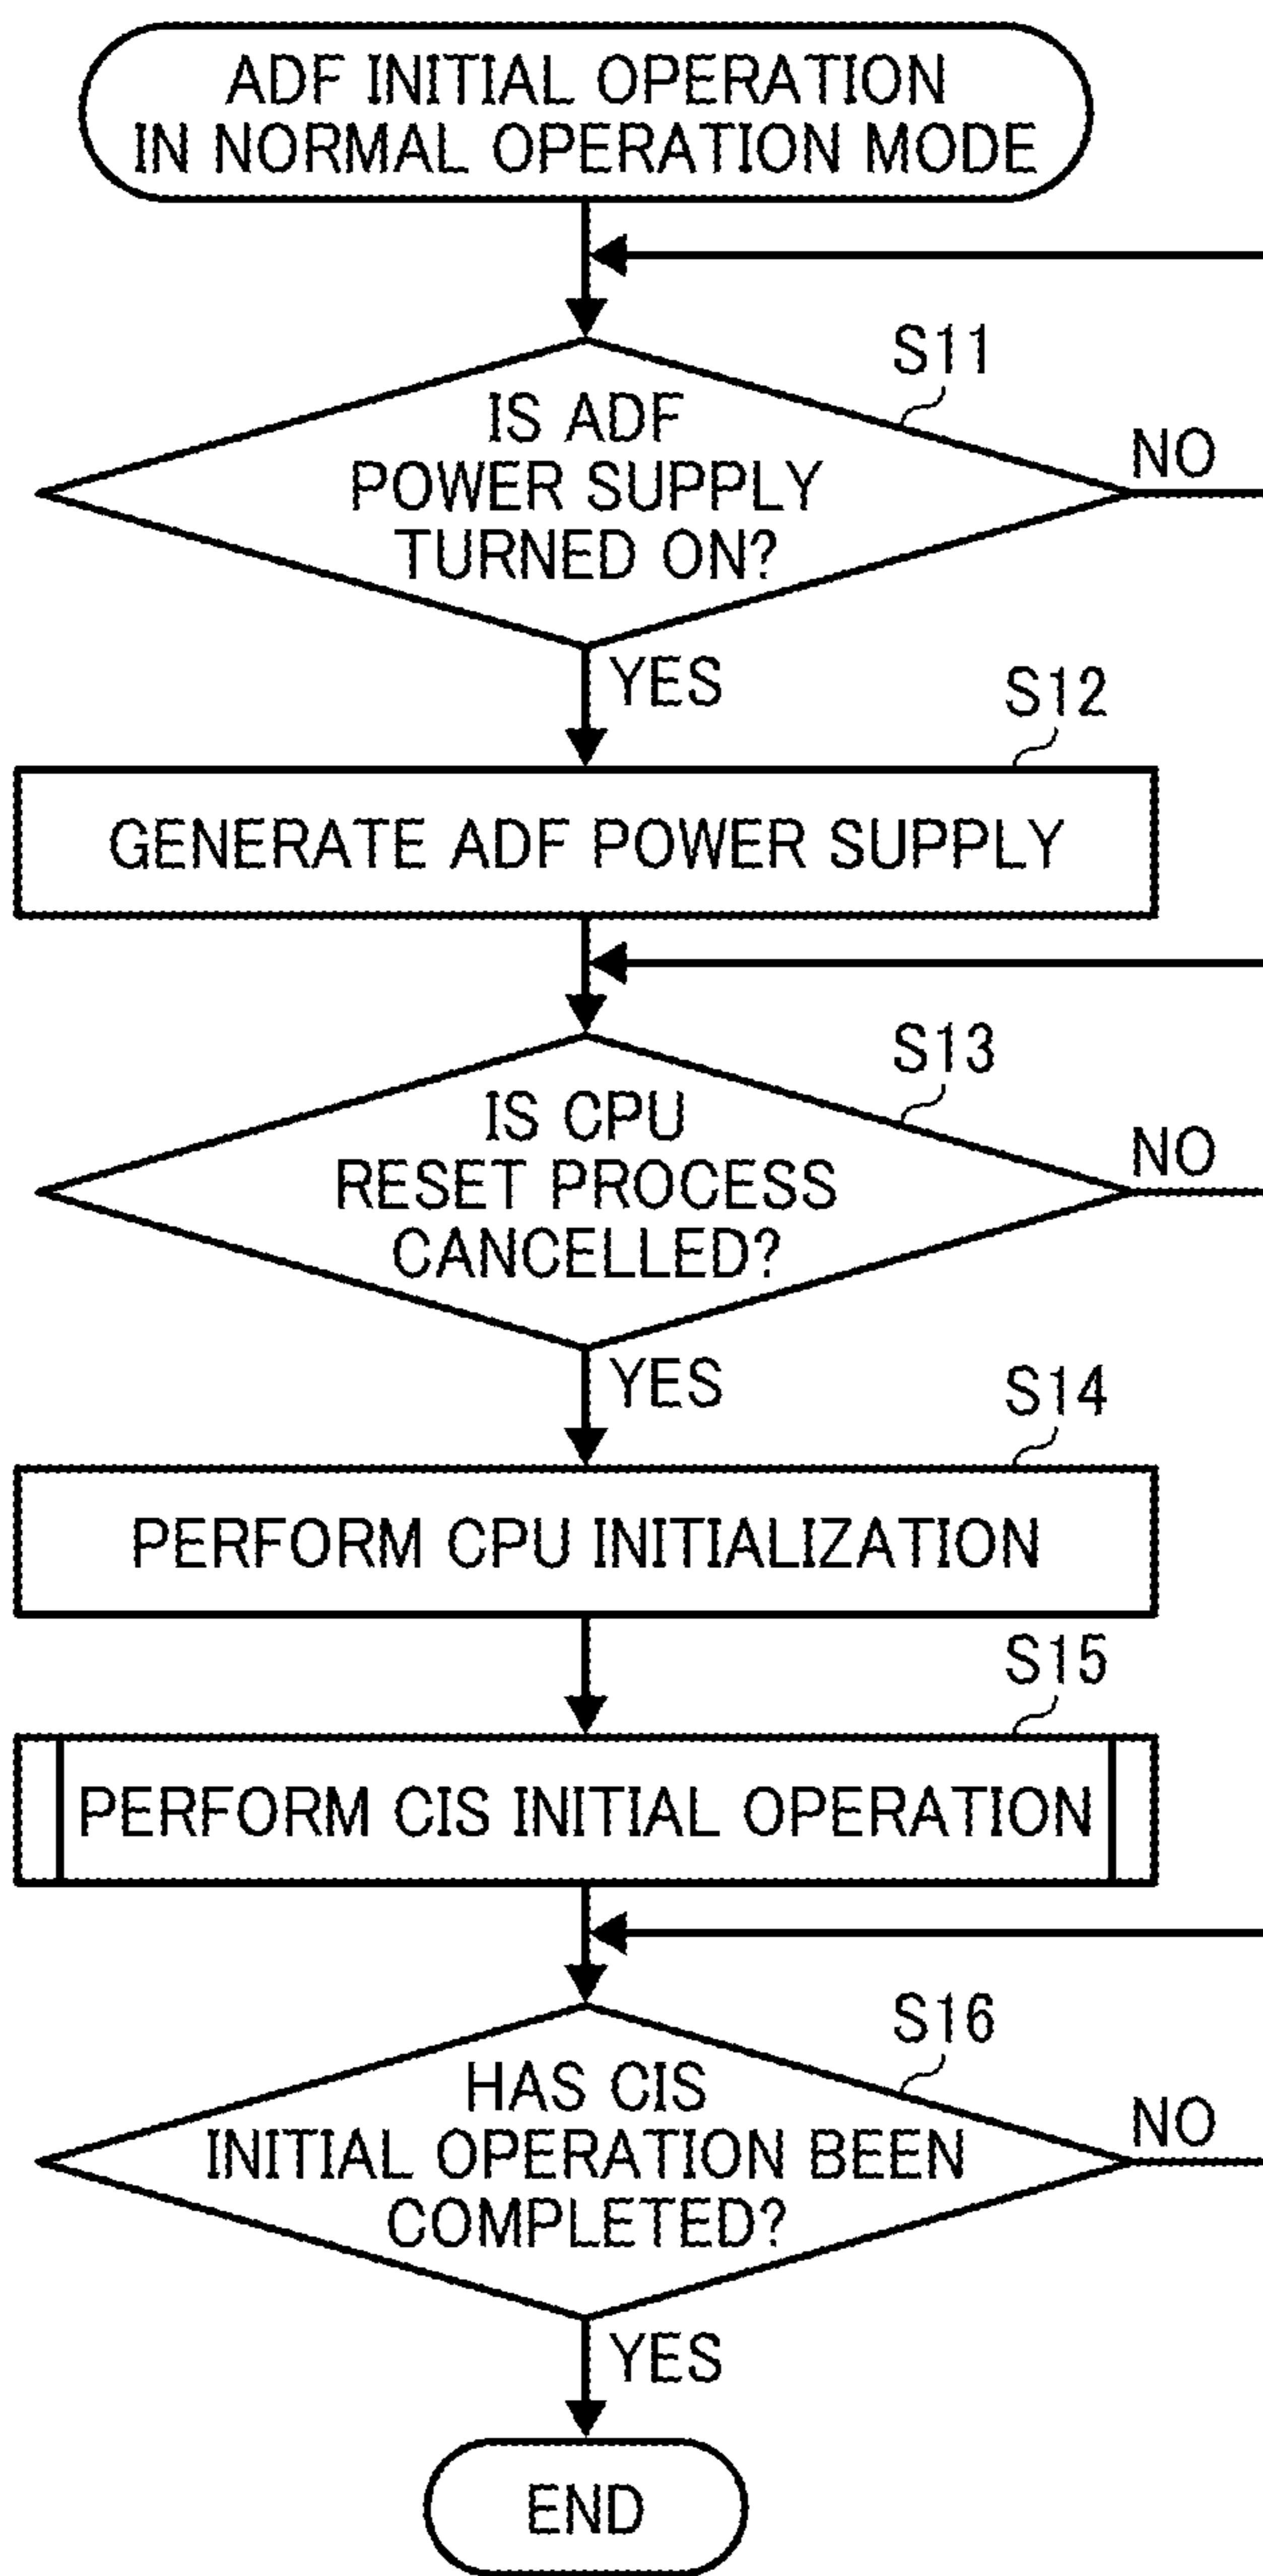 ADF INITIAL OPERATION
IN NORMAL OPERATION MODE
S11
IS ADF
POWER SUPPLY
TURNED ON?
NO
YES
S12
GENERATE ADF POWER SUPPLY
S13
IS CPU
RESET PROCESS
CANCELLED?
NO
YES
S14
PERFORM CPU INITIALIZATION
S15
PERFORM CIS INITIAL OPERATION
S16
HAS CIS
INITIAL OPERATION BEEN
COMPLETED?
NO
YES
END